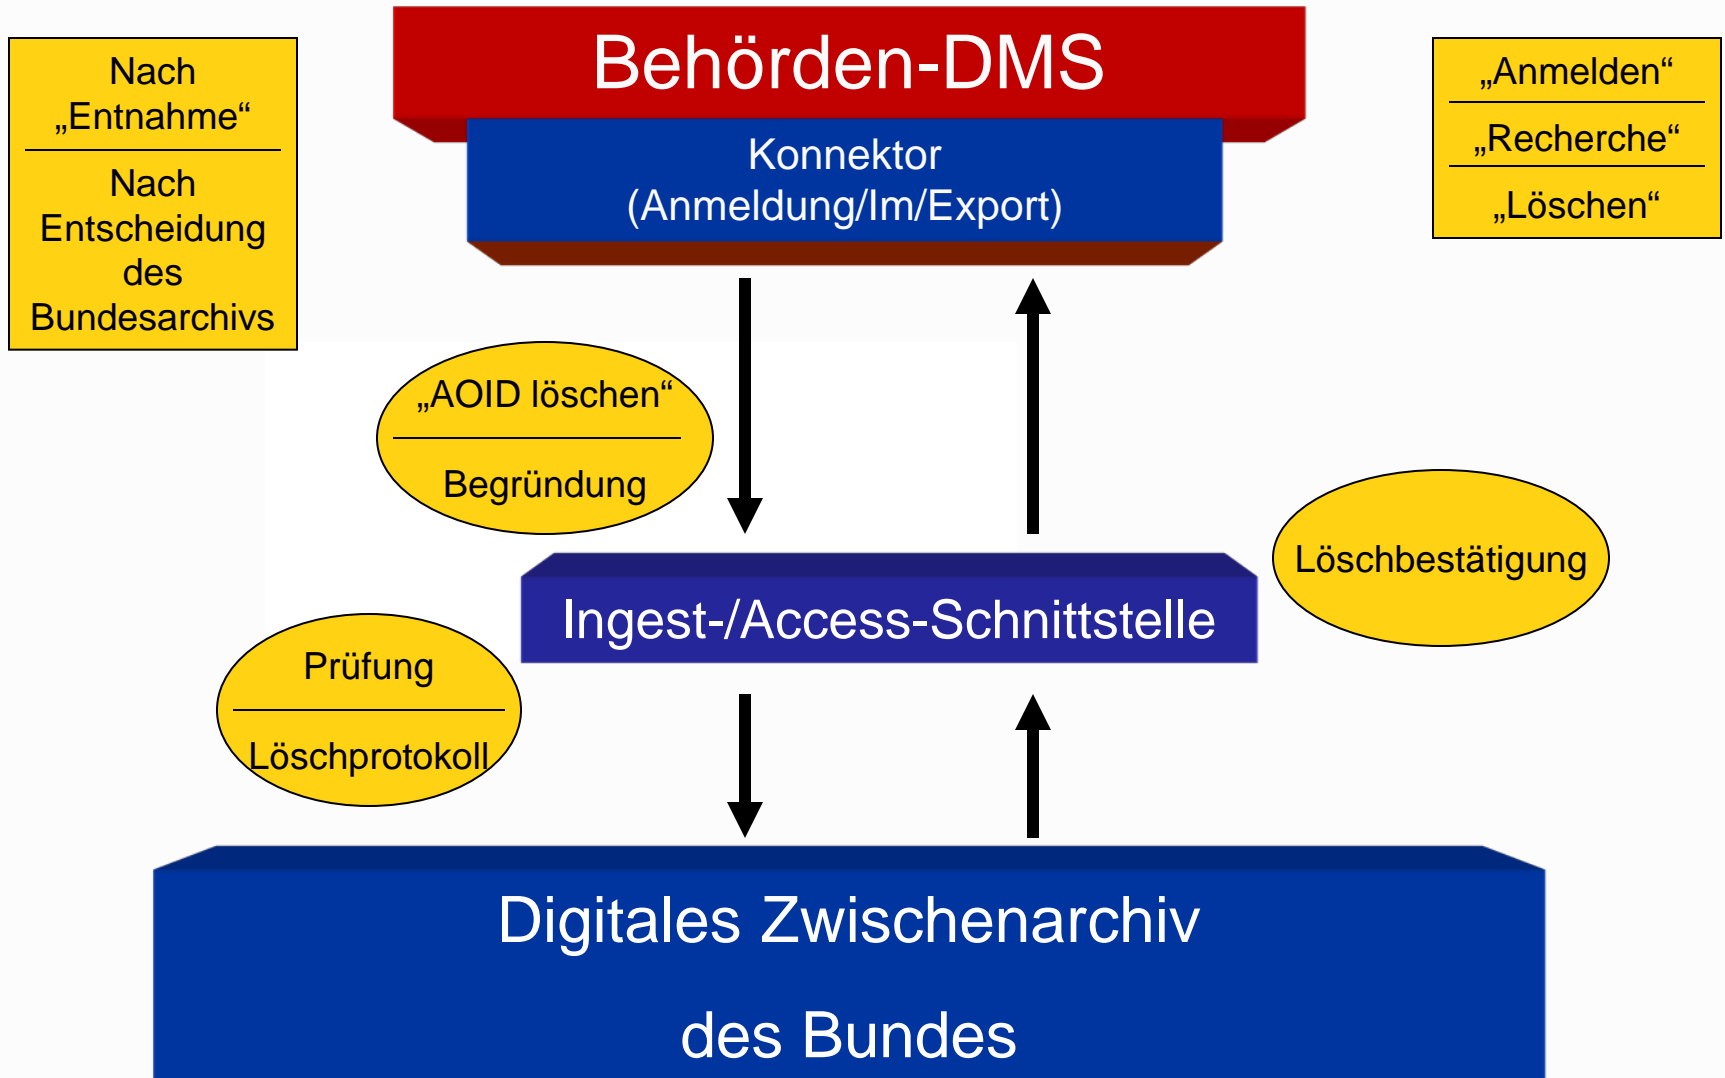 Behörden-DMS
Nach
„Entnahme“
Nach
Entscheidung
des
Bundesarchivs
Konnektor
(Anmeldung/Im/Export)
„Anmelden“
„Recherche“
„Löschen“
„AOID löschen“
Begründung
Löschbestätigung
Ingest-/Access-Schnittstelle
Prüfung
Löschprotokoll
Digitales Zwischenarchiv
des Bundes